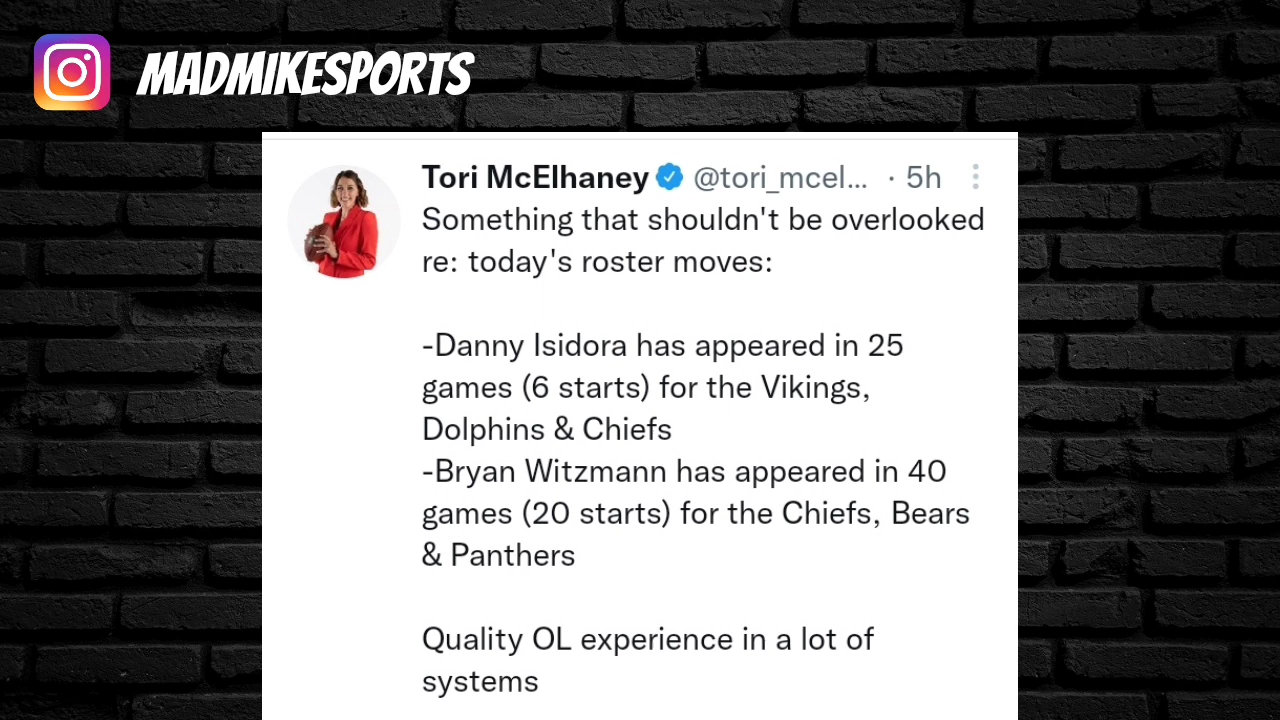 MADMIKESPORTS
Tori McElhaney @tori_mcel... · 5h
Something that shouldn't be overlooked
re: today's roster moves:
-Danny Isidora has appeared in 25
games (6 starts) for the Vikings,
Dolphins & Chiefs
-Bryan Witzmann has appeared in 40
games (20 starts) for the Chiefs, Bears
& Panthers
Quality OL experience in a lot of
systems